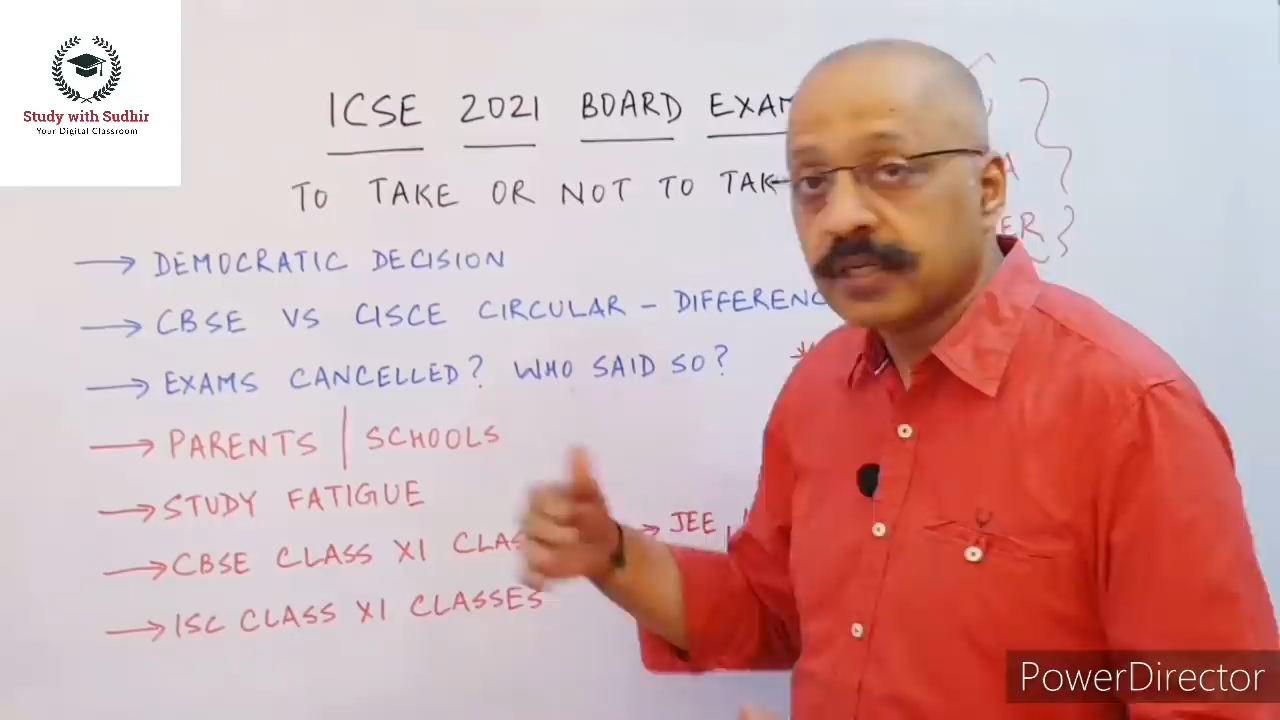 Study with Sudhir
Your Digital Classroom
ICSE 2021 BOARD EXAM
TO TAKE OR NOT TO TAK
→ DEMOCRATIC DECISION
→ CBSE VS CISCE CIRCULAR - DIFFERENC
→ EXAMS CANCELLED? WHO SAID SO?
→ PARENTS | SCHOOLS
→ STUDY FATIGUE
→ CBSE CLASS XI CLAS
→ JEE
→ ISC CLASS XI CLASSES
PowerDirector